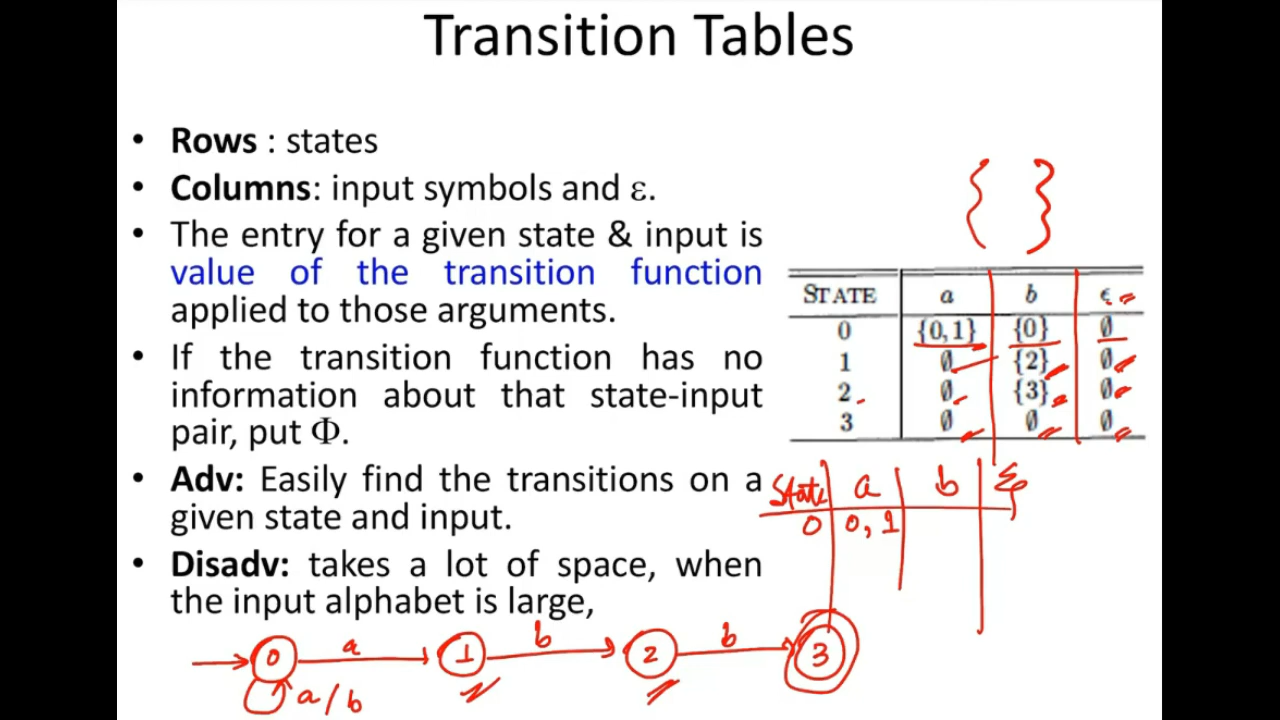 Transition Tables
• Rows : states
• Columns: input symbols and ε.
• The entry for a given state & input is
value of the transition function
applied to those arguments.
• If the transition function has no
information about that state-input
pair, put Φ.
• Adv: Easily find the transitions on a
given state and input.
• Disadv: takes a lot of space, when
the input alphabet is large,
{ }
STATE a b ϵ
0 {0,1} {0} ∅
1 ∅ {2} ∅
2 ∅ {3} ∅
3 ∅ ∅ ∅
State a b ε
0 0, 1
0 a 1 b 2 b 3
a/b